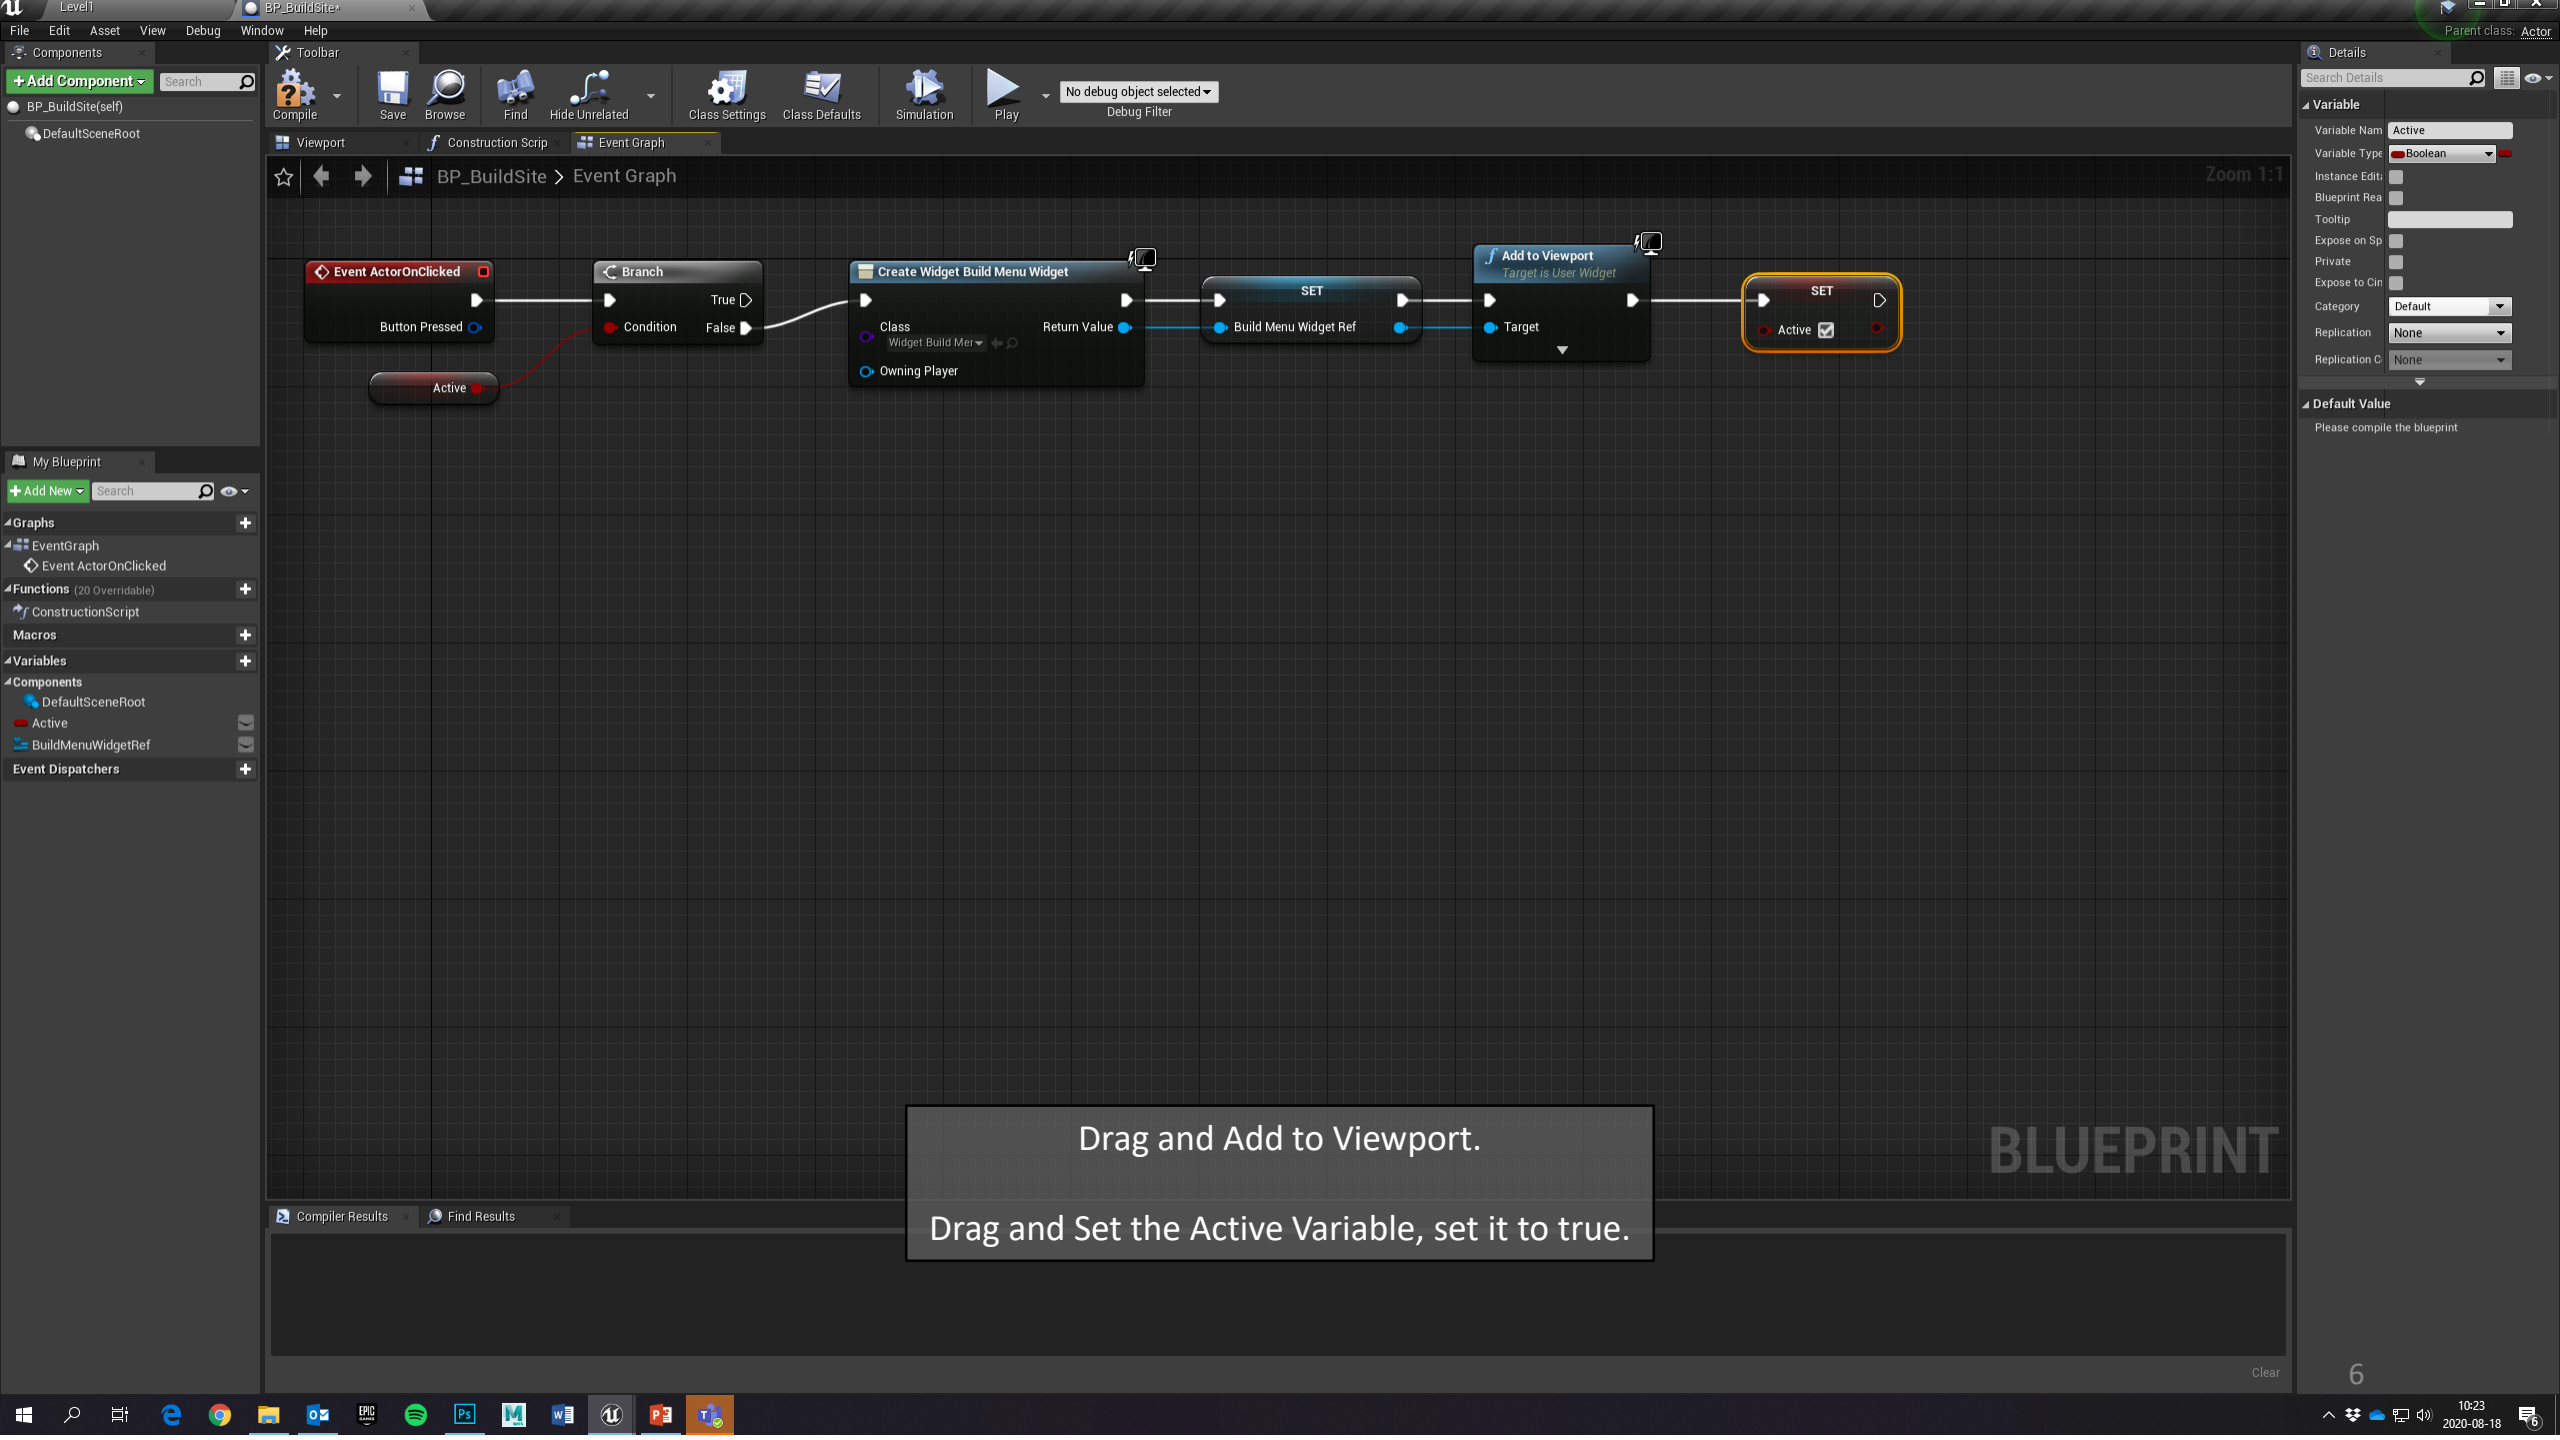 Level1
BP_BuildSite*
File Edit Asset View Debug Window Help
Parent class: Actor
Components
Toolbar
Details
+Add Component
Search
Search Details
BP_BuildSite(self)
DefaultSceneRoot
Compile
Save
Browse
Find
Hide Unrelated
Class Settings
Class Defaults
Simulation
Play
No debug object selected
Debug Filter
Viewport
Construction Scrip
Event Graph
BP_BuildSite > Event Graph
Zoom 1:1
Event ActorOnClicked
Button Pressed
Active
Branch
True
Condition
False
Create Widget Build Menu Widget
Class
Widget Build Mer
Return Value
Owning Player
SET
Build Menu Widget Ref
Add to Viewport
Target is User Widget
Target
SET
Active
Variable
Variable Nam Active
Variable Type Boolean
Instance Edit
Blueprint Rea
Tooltip
Expose on Sp
Private
Expose to Cin
Category Default
Replication None
Replication C None
Default Value
Please compile the blueprint
My Blueprint
+Add New
Search
Graphs
EventGraph
Event ActorOnClicked
Functions (20 Overridable)
ConstructionScript
Macros
Variables
Components
DefaultSceneRoot
Active
BuildMenuWidgetRef
Event Dispatchers
BLUEPRINT
Drag and Add to Viewport.
Drag and Set the Active Variable, set it to true.
Compiler Results
Find Results
Clear
6
10:23
2020-08-18
6